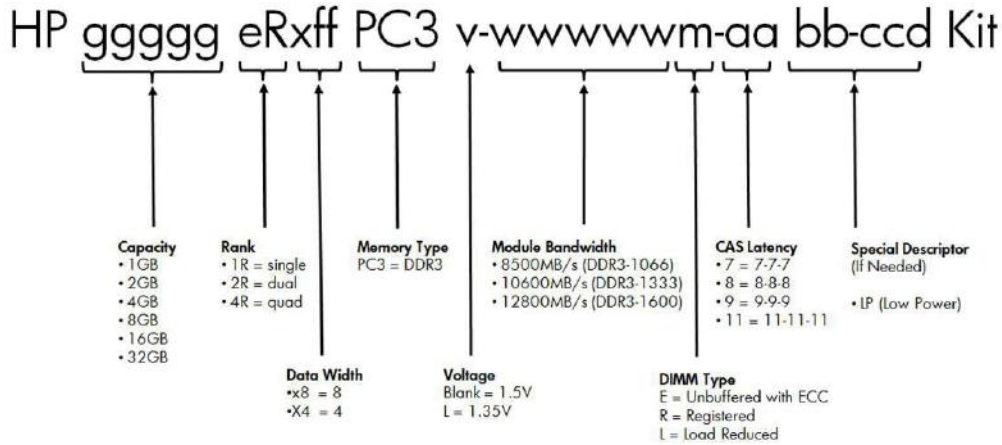 HP ggggg eRxff PC3 v-wwwwwm-aa bb-ccd Kit
Capacity
• 1GB
• 2GB
• 4GB
• 8GB
• 16GB
• 32GB
Rank
• 1R = single
• 2R = dual
• 4R = quad
Memory Type
PC3 = DDR3
Module Bandwidth
• 8500MB/s (DDR3-1066)
• 10600MB/s (DDR3-1333)
• 12800MB/s (DDR3-1600)
CAS Latency
• 7 = 7-7-7
• 8 = 8-8-8
• 9 = 9-9-9
• 11 = 11-11-11
Special Descriptor
(If Needed)
• LP (Low Power)
Data Width
•x8 = 8
•X4 = 4
Voltage
Blank = 1.5V
L = 1.35V
DIMM Type
E = Unbuffered with ECC
R = Registered
L = Load Reduced